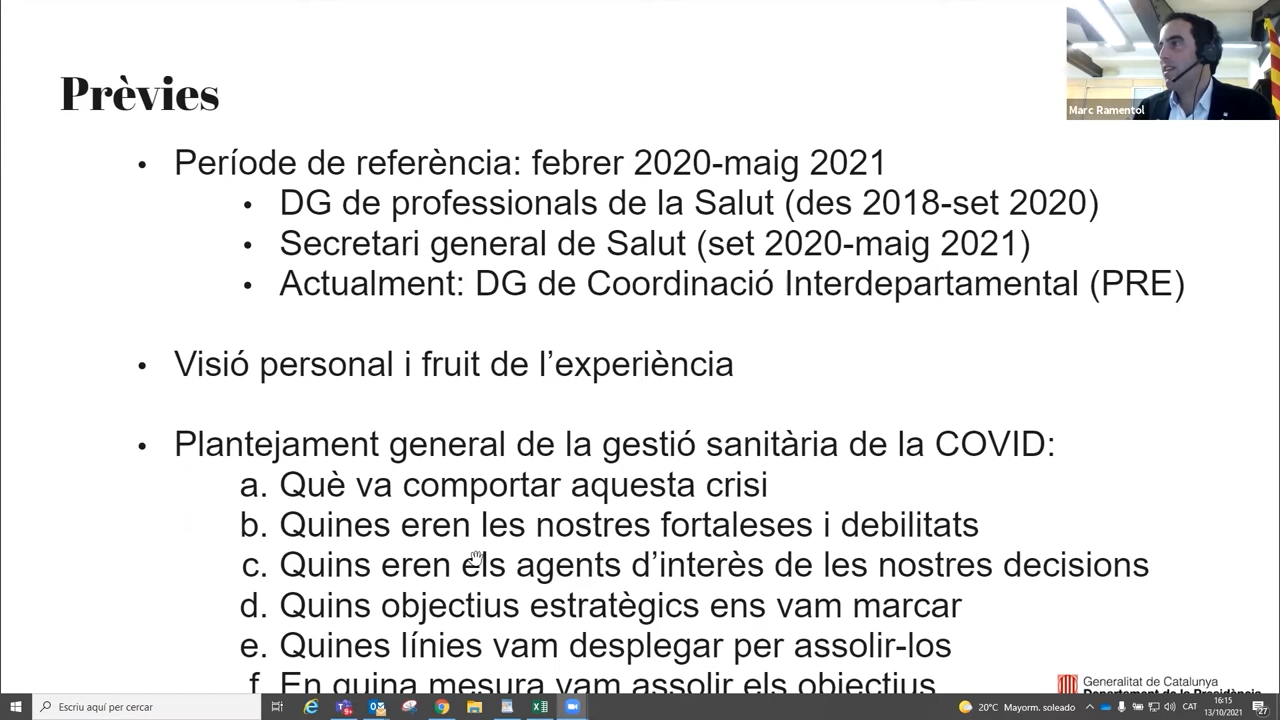 Prèvies
Marc Ramentol
• Període de referència: febrer 2020-maig 2021
• DG de professionals de la Salut (des 2018-set 2020)
• Secretari general de Salut (set 2020-maig 2021)
• Actualment: DG de Coordinació Interdepartamental (PRE)
• Visió personal i fruit de l’experiència
• Plantejament general de la gestió sanitària de la COVID:
a. Què va comportar aquesta crisi
b. Quines eren les nostres fortaleses i debilitats
c. Quins eren els agents d’interès de les nostres decisions
d. Quins objectius estratègics ens vam marcar
e. Quines línies vam desplegar per assolir-los
f. En quina mesura vam assolir els objectius
Generalitat de Catalunya
Departament de la Presidència
Escriu aquí per cercar
20°C Mayorm. soleado
CAT
16:15
13/10/2021
27